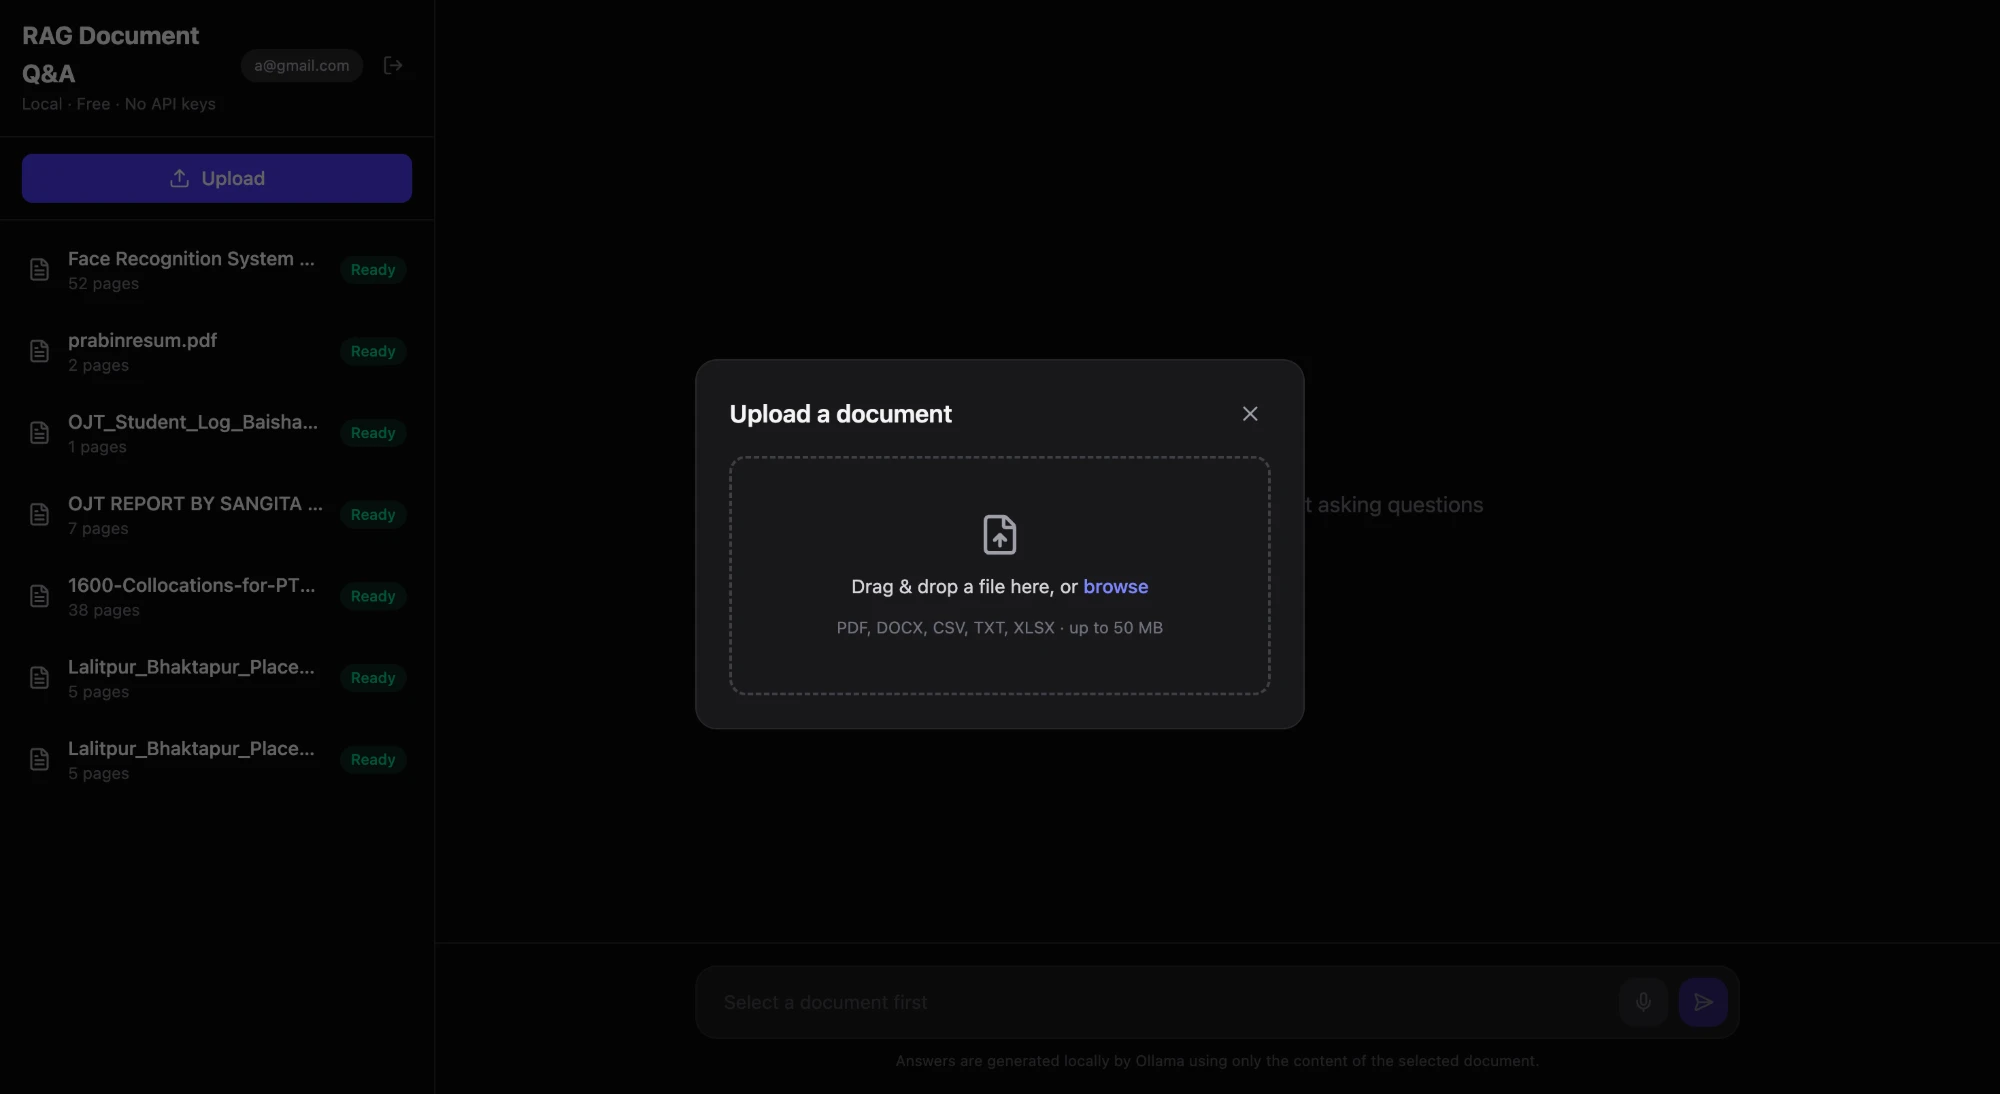 RAG Document
Q&A
a@gmail.com
Local · Free · No API keys
Upload
Face Recognition System ...
52 pages
Ready
prabinresum.pdf
2 pages
Ready
OJT_Student_Log_Baisha...
1 pages
Ready
OJT REPORT BY SANGITA ...
7 pages
Ready
1600-Collocations-for-PT...
38 pages
Ready
Lalitpur_Bhaktapur_Place...
5 pages
Ready
Lalitpur_Bhaktapur_Place...
5 pages
Ready
Upload a document
Drag & drop a file here, or browse
PDF, DOCX, CSV, TXT, XLSX · up to 50 MB
t asking questions
Select a document first
Answers are generated locally by Ollama using only the content of the selected document.